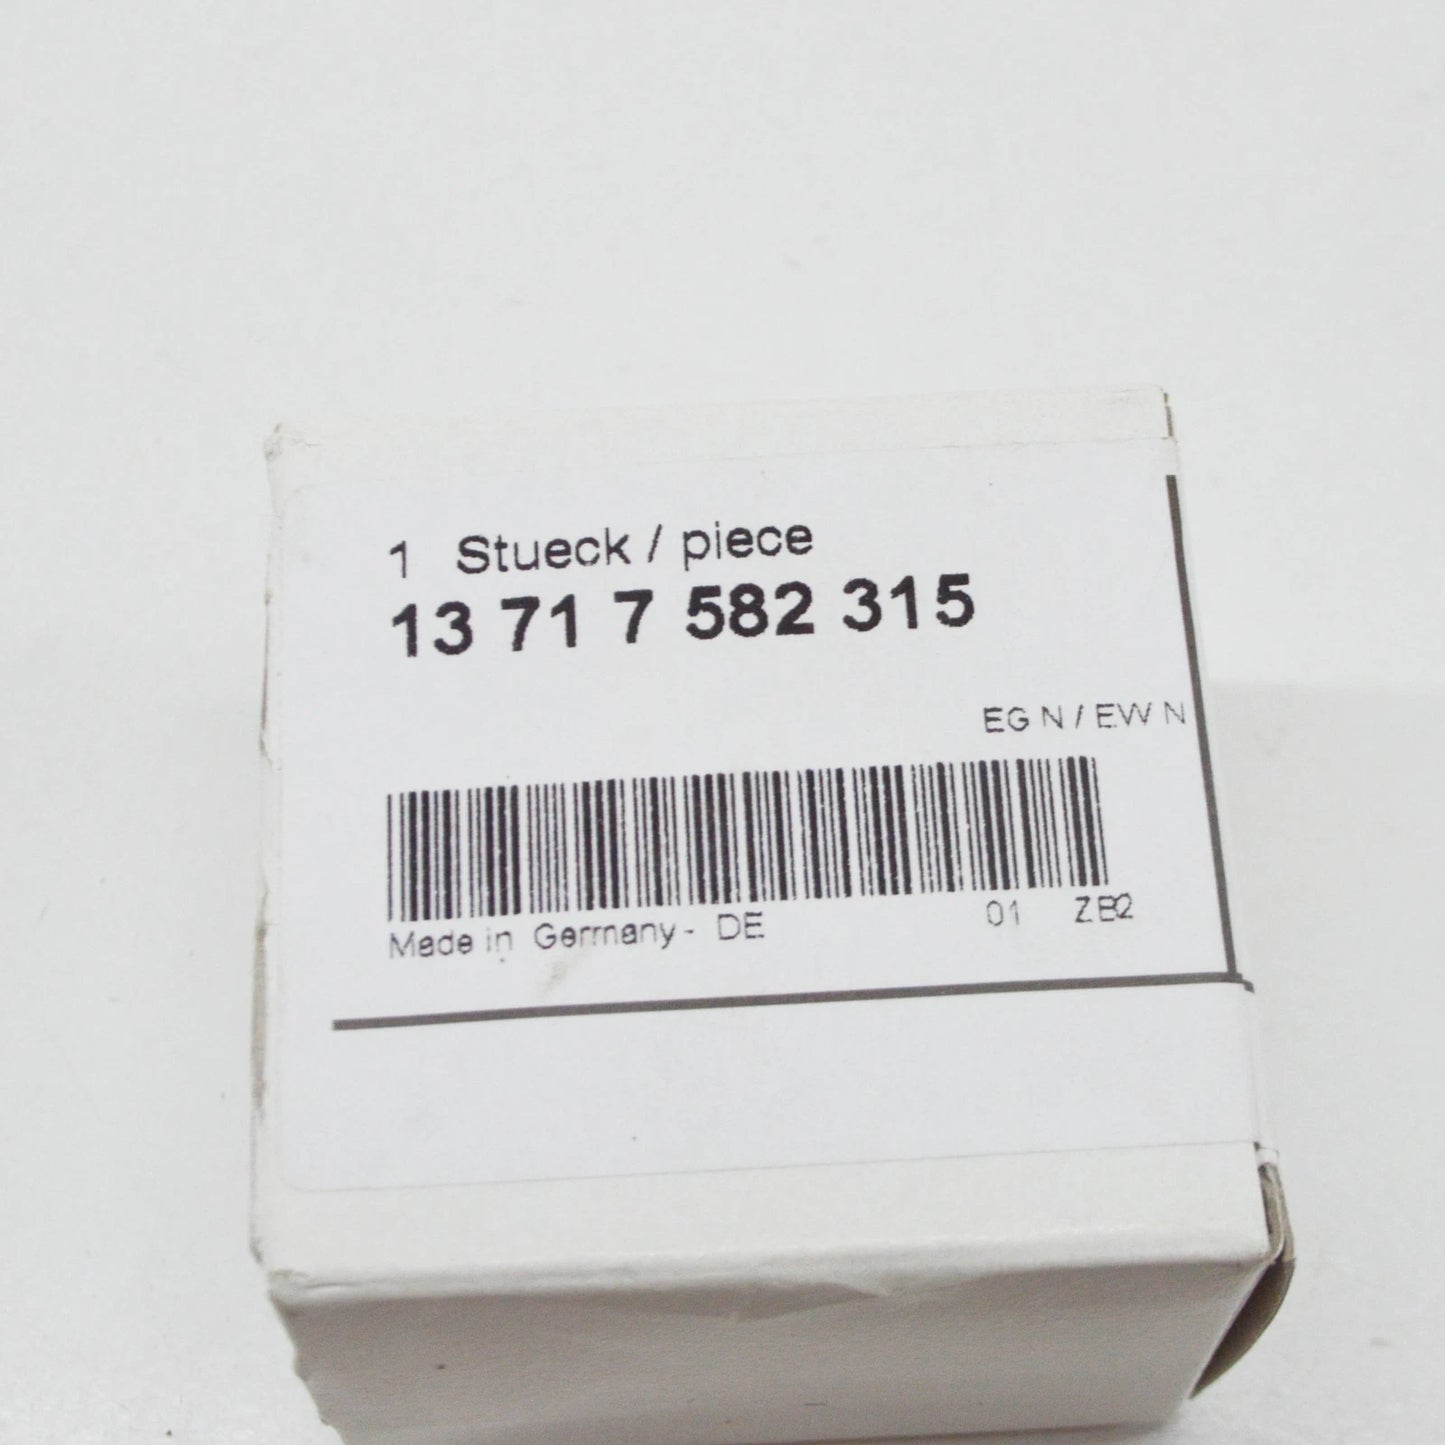 1 Stueck / piece
13 71 7 582 315
EG N / EW N
Made in Germany - DE 01 ZB2